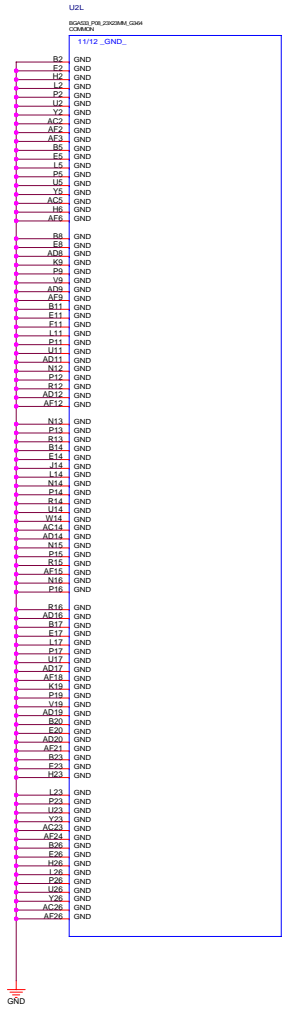 U2L
BGA533_P08_23X23MM_G3464
COMMON
11/12 _GND_
B2 GND
E2 GND
H2 GND
L2 GND
P2 GND
U2 GND
Y2 GND
AC2 GND
AF2 GND
AF3 GND
B5 GND
E5 GND
L5 GND
P5 GND
U5 GND
Y5 GND
AC5 GND
H6 GND
AF6 GND
B8 GND
E8 GND
AD8 GND
K9 GND
P9 GND
V9 GND
AD9 GND
AF9 GND
B11 GND
E11 GND
F11 GND
L11 GND
P11 GND
U11 GND
AD11 GND
N12 GND
P12 GND
R12 GND
AD12 GND
AF12 GND
N13 GND
P13 GND
R13 GND
B14 GND
E14 GND
J14 GND
L14 GND
N14 GND
P14 GND
R14 GND
U14 GND
W14 GND
AC14 GND
AD14 GND
N15 GND
P15 GND
R15 GND
AF15 GND
N16 GND
P16 GND
R16 GND
AD16 GND
B17 GND
E17 GND
L17 GND
P17 GND
U17 GND
AD17 GND
AF18 GND
K19 GND
P19 GND
V19 GND
AD19 GND
B20 GND
E20 GND
AD20 GND
AF21 GND
B23 GND
E23 GND
H23 GND
L23 GND
P23 GND
U23 GND
Y23 GND
AC23 GND
AF24 GND
B26 GND
E26 GND
H26 GND
L26 GND
P26 GND
U26 GND
Y26 GND
AC26 GND
AF26 GND
GND